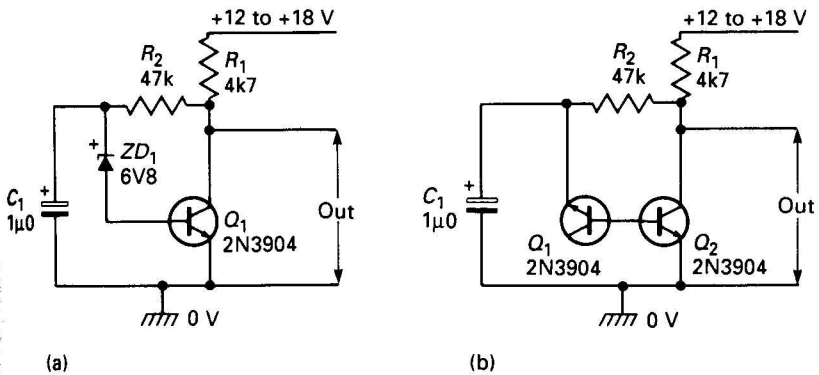 +12 to +18 V
R2
47k
R1
4k7
+
ZD1
6V8
C1
+
1µ0
Q1
2N3904
Out
0 V
(a)
+12 to +18 V
R2
47k
R1
4k7
C1
+
1µ0
Q1
2N3904
Q2
2N3904
Out
0 V
(b)